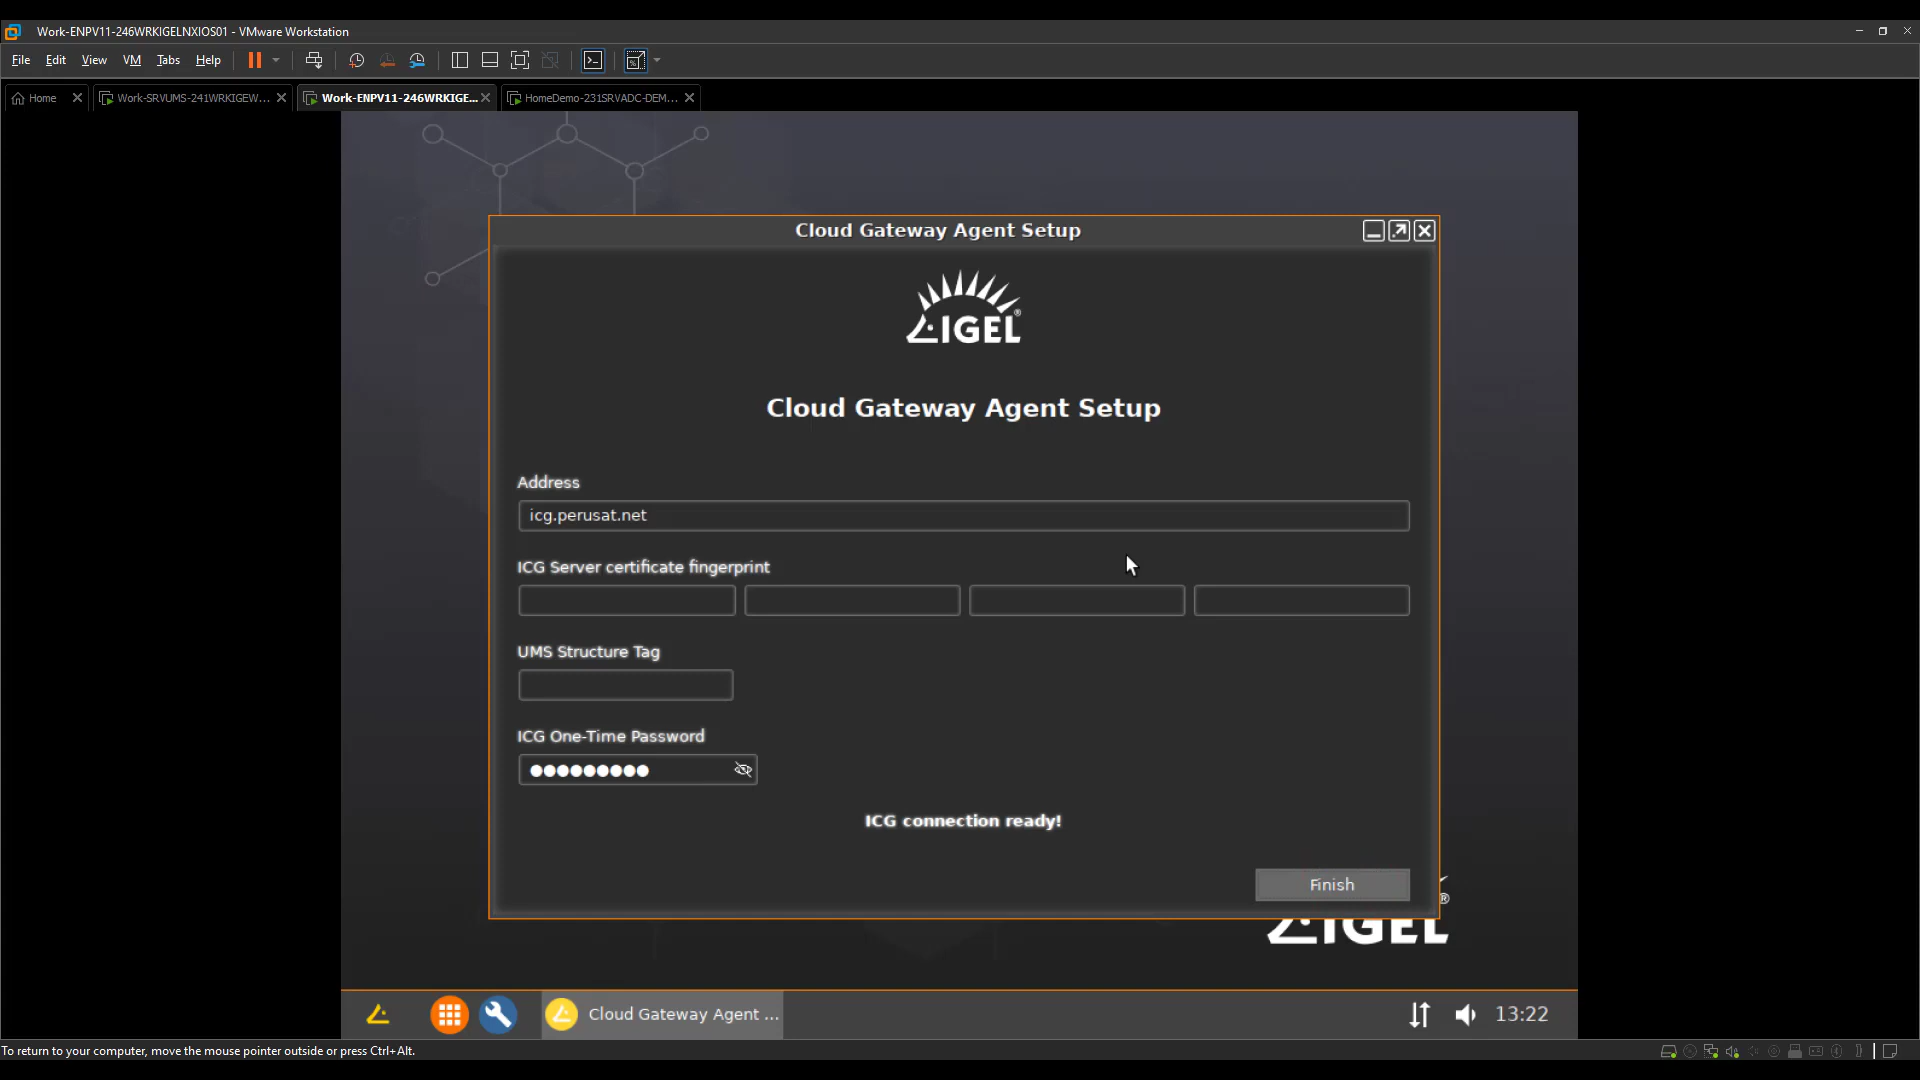 Work-ENPV11-246WRKIGELNXIOS01 - VMware Workstation
File Edit View VM Tabs Help
Home Work-SRVUMS-241WRKIGEW... Work-ENPV11-246WRKIGE... HomeDemo-231SRVADC-DEM...
Cloud Gateway Agent Setup
IGEL®
Cloud Gateway Agent Setup
Address
icg.perusat.net
ICG Server certificate fingerprint
UMS Structure Tag
ICG One-Time Password
●●●●●●●●●
ICG connection ready!
Finish
IGEL®
Cloud Gateway Agent ...
13:22
To return to your computer, move the mouse pointer outside or press Ctrl+Alt.